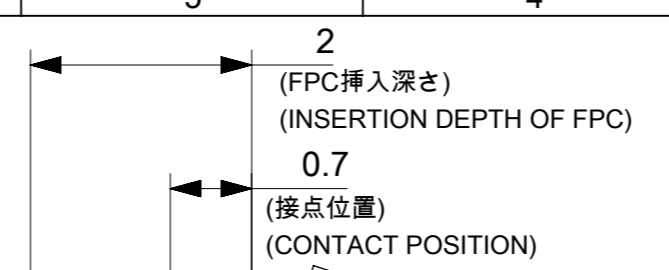 4
2
(FPC挿入深さ)
(INSERTION DEPTH OF FPC)
0.7
(接点位置)
(CONTACT POSITION)